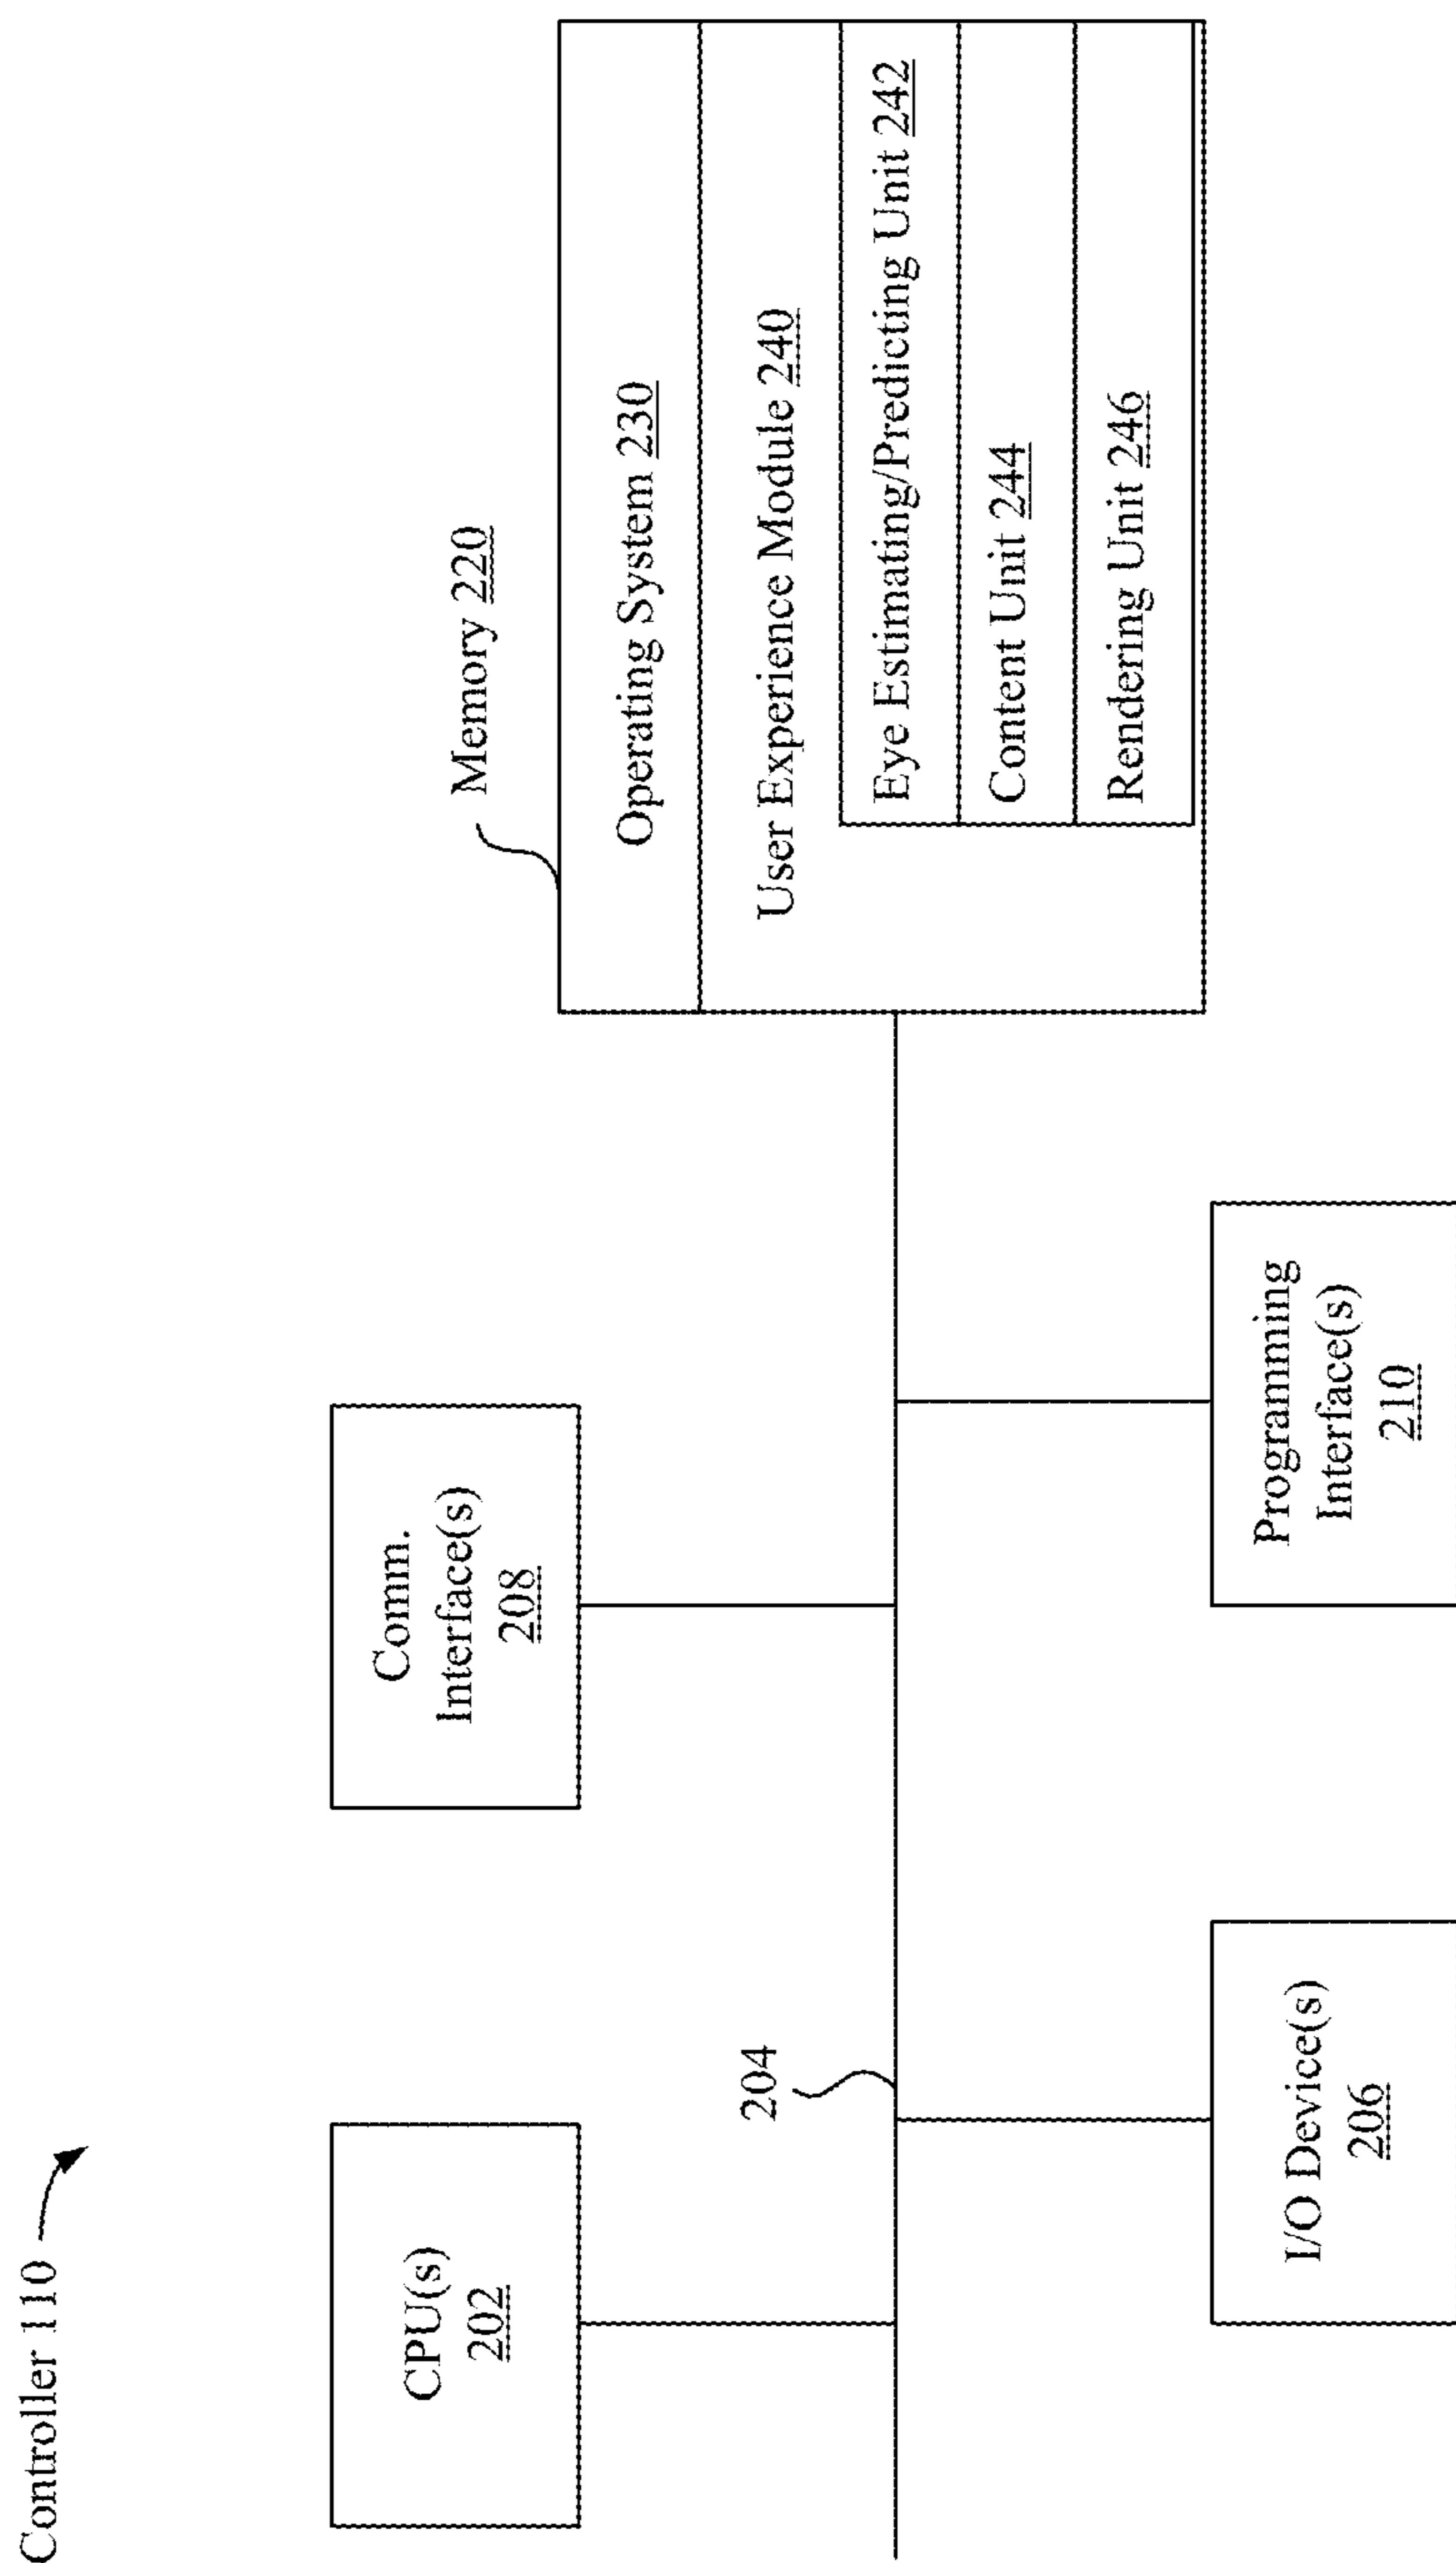 Controller 110
CPU(s)
202
Comm.
Interface(s)
208
Memory 220
Operating System 230
User Experience Module 240
Eye Estimating/Predicting Unit 242
Content Unit 244
Rendering Unit 246
204
I/O Device(s)
206
Programming
Interface(s)
210